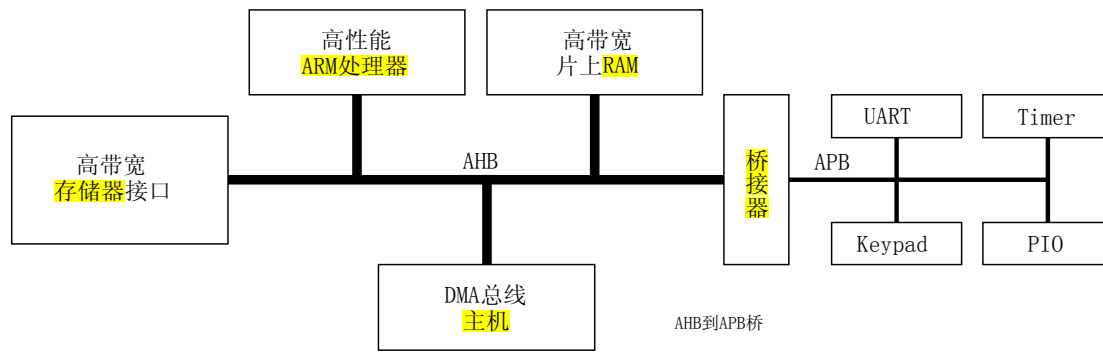 高性能
ARM处理器
高带宽
片上RAM
高带宽
存储器接口
AHB
桥
接
器
APB
UART
Timer
Keypad
PIO
DMA总线
主机
AHB到APB桥